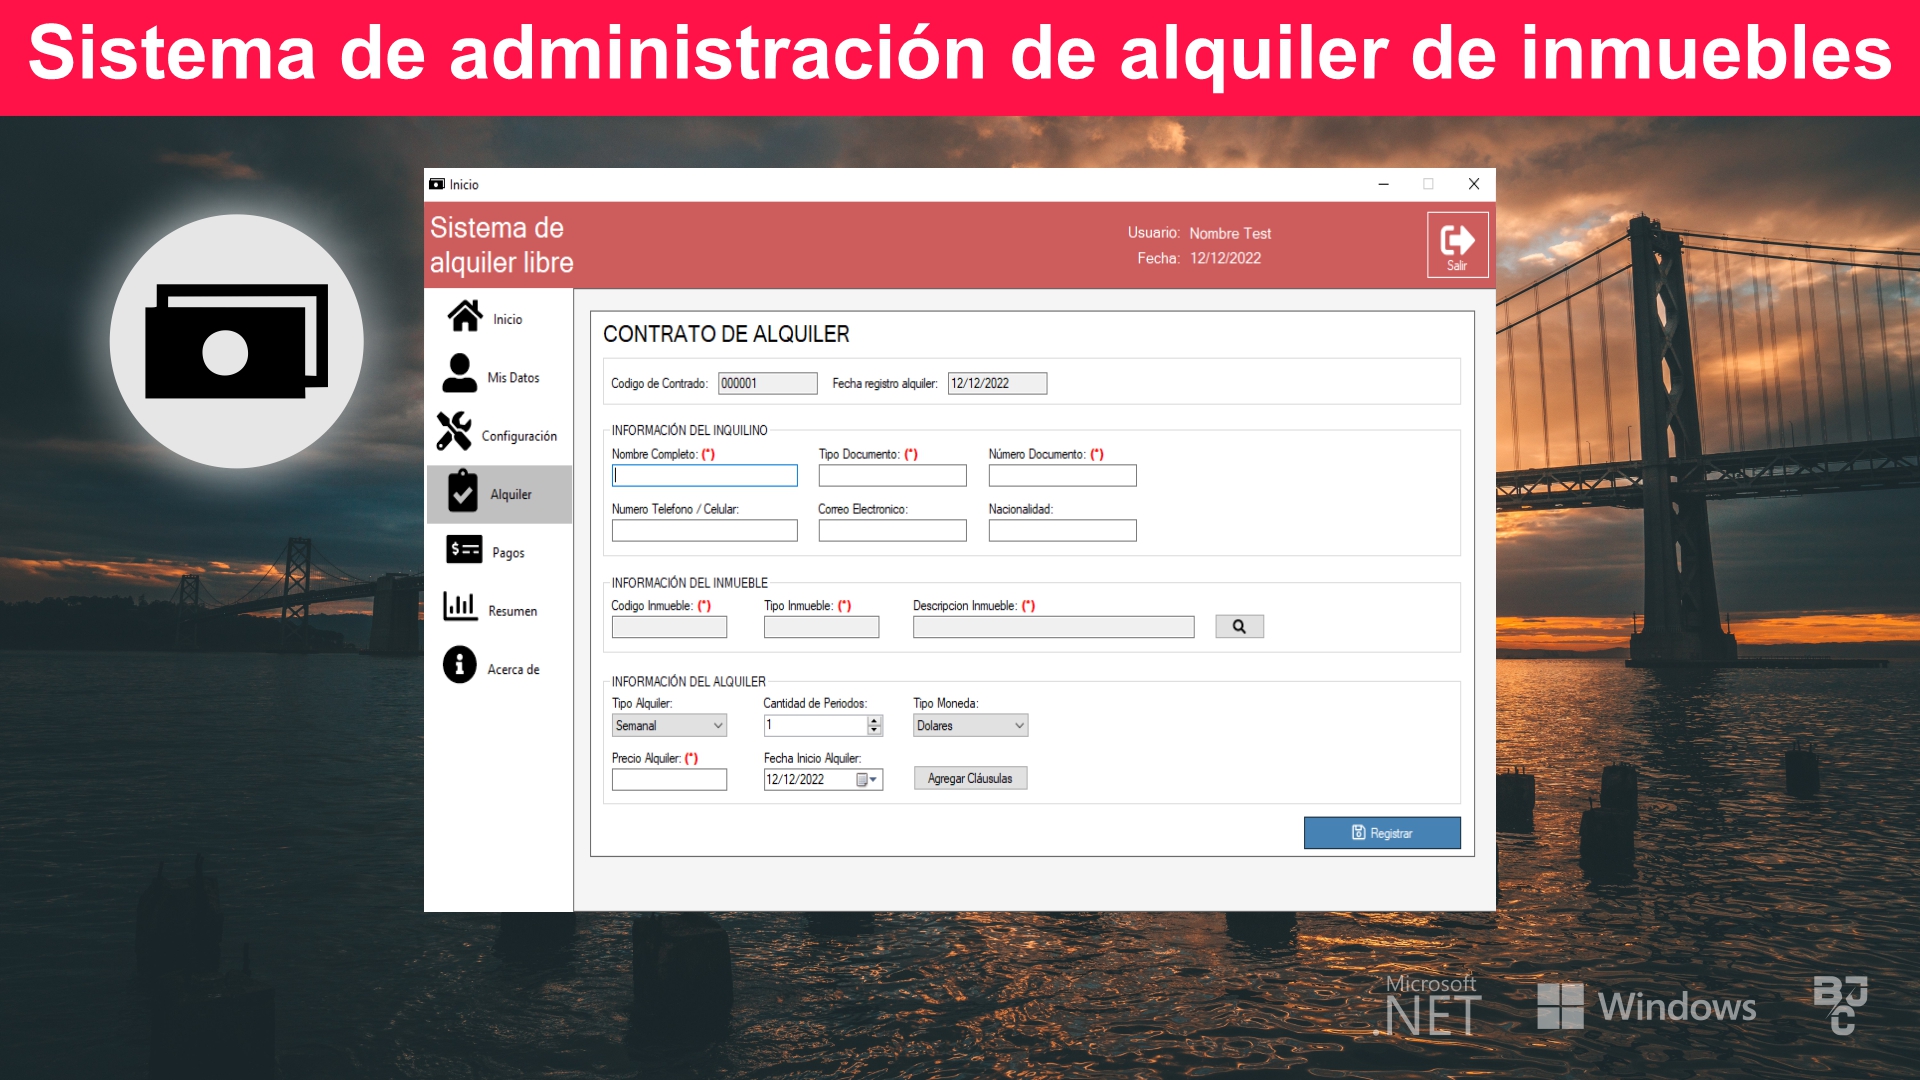 Sistema de administración de alquiler de inmuebles
Inicio
Sistema de
alquiler libre
Usuario: Nombre Test
Fecha: 12/12/2022
Salir
Inicio
Mis Datos
Configuración
Alquiler
Pagos
Resumen
Acerca de
CONTRATO DE ALQUILER
Codigo de Contrado: 000001 Fecha registro alquiler: 12/12/2022
INFORMACIÓN DEL INQUILINO
Nombre Completo: (*) Tipo Documento: (*) Número Documento: (*)
Numero Telefono / Celular: Correo Electronico: Nacionalidad:
INFORMACIÓN DEL INMUEBLE
Codigo Inmueble: (*) Tipo Inmueble: (*) Descripcion Inmueble: (*)
INFORMACIÓN DEL ALQUILER
Tipo Alquiler: Cantidad de Periodos: Tipo Moneda:
Semanal 1 Dolares
Precio Alquiler: (*) Fecha Inicio Alquiler:
12/12/2022 Agregar Cláusulas
Registrar
Microsoft
.NET
Windows
BJC